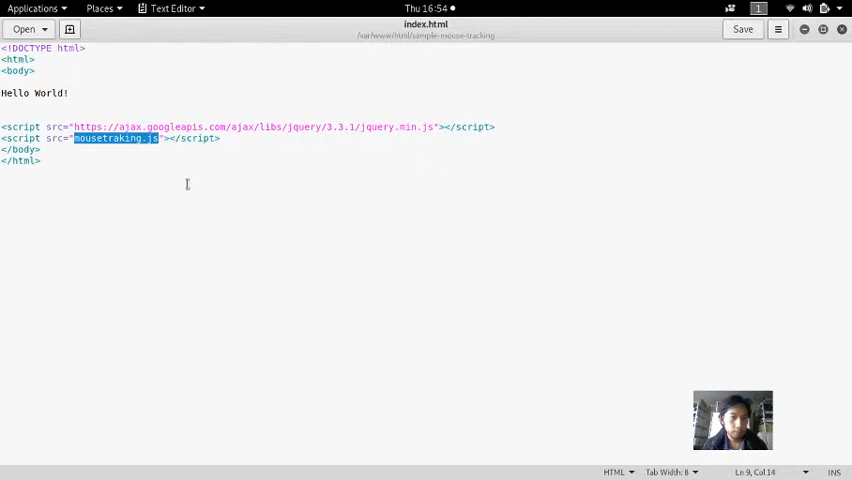 Applications
Places
Text Editor
Thu 16:54
1
Open
index.html
/var/www/html/sample-mouse-tracking
Save
<!DOCTYPE html>
<html>
<body>
Hello World!
<script src="https://ajax.googleapis.com/ajax/libs/jquery/3.3.1/jquery.min.js"></script>
<script src="mousetraking.js"></script>
</body>
</html>
HTML
Tab Width: 8
Ln 9, Col 14
INS